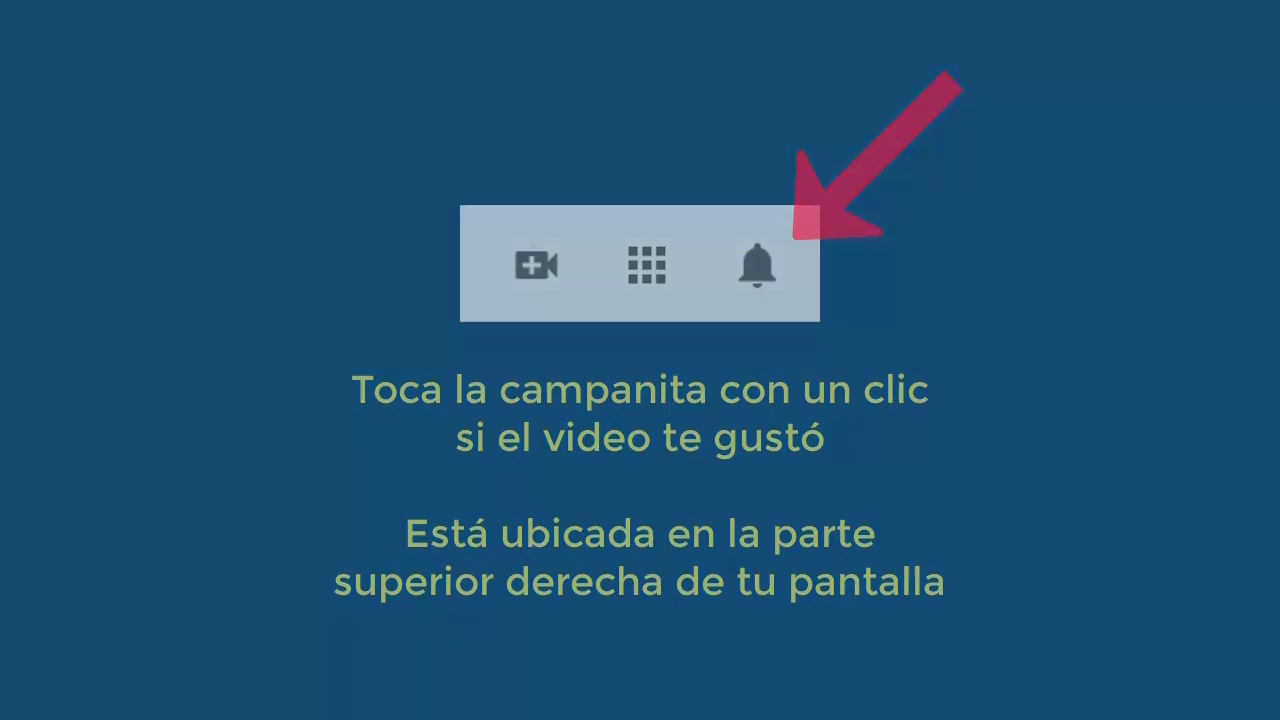 Toca la campanita con un clic
si el video te gustó
Está ubicada en la parte
superior derecha de tu pantalla